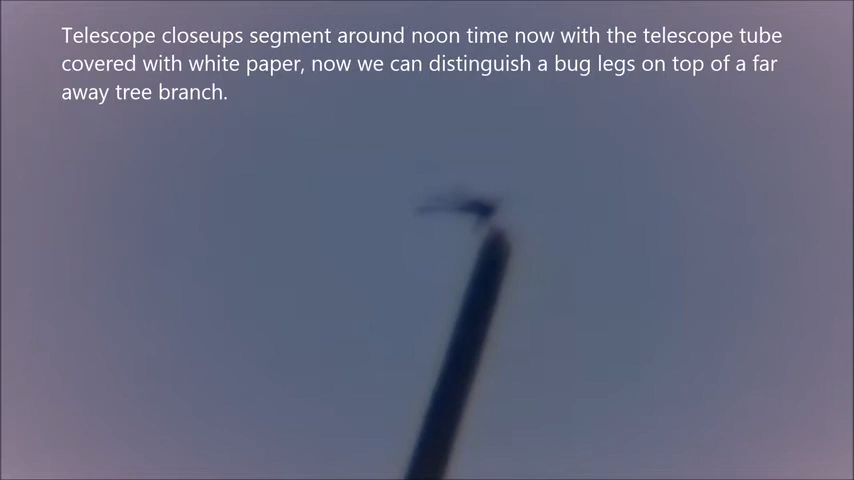 Telescope closeups segment around noon time now with the telescope tube
covered with white paper, now we can distinguish a bug legs on top of a far
away tree branch.